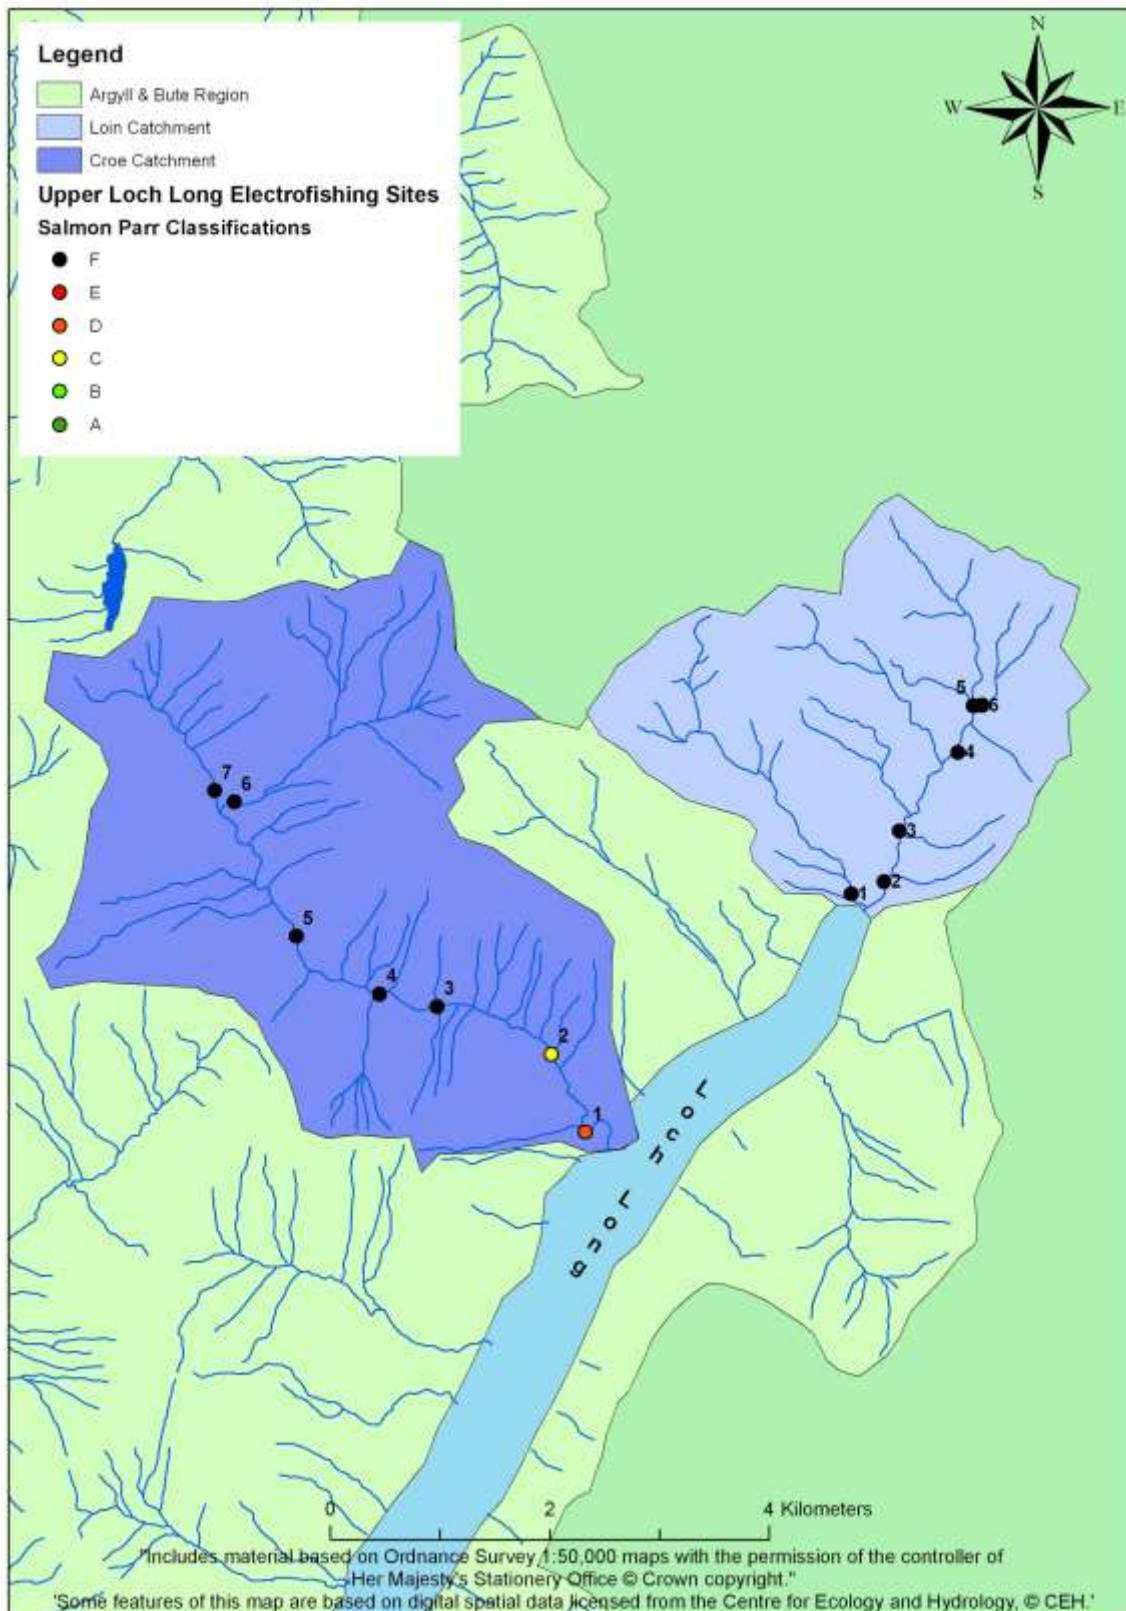 Legend
Argyll & Bute Region
Loin Catchment
Croe Catchment
Upper Loch Long Electrofishing Sites
Salmon Parr Classifications
F
E
D
C
B
A
N
W
E
S
5
6
4
3
2
1
7
6
5
4
3
2
1
Loch Long
0
2
4 Kilometers
"Includes material based on Ordnance Survey 1:50,000 maps with the permission of the controller of
Her Majesty's Stationery Office © Crown copyright."
'Some features of this map are based on digital spatial data licensed from the Centre for Ecology and Hydrology, © CEH.'